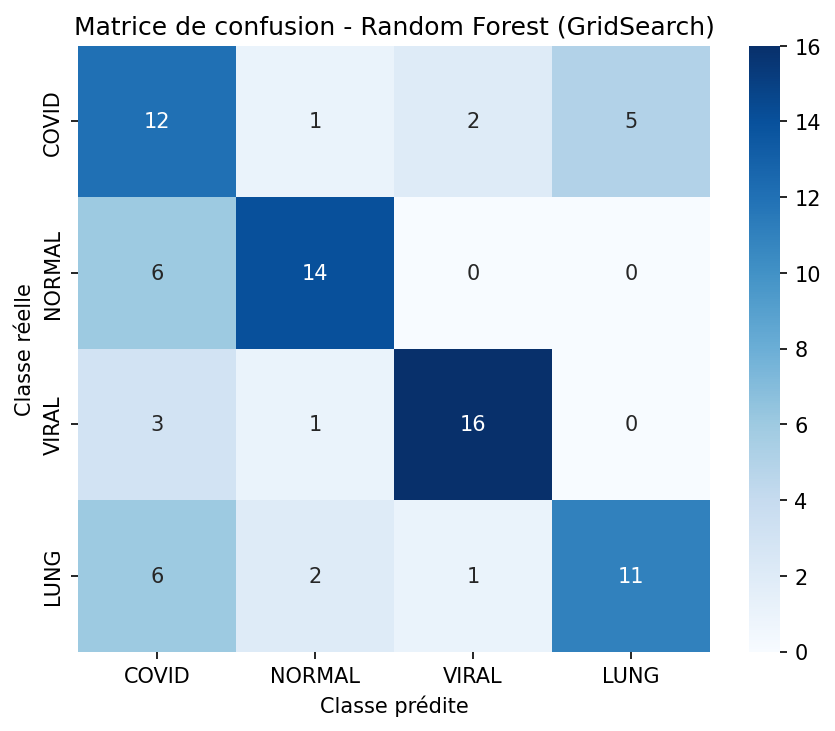 Matrice de confusion - Random Forest (GridSearch)
Classe réelle
COVID 12 1 2 5
NORMAL 6 14 0 0
VIRAL 3 1 16 0
LUNG 6 2 1 11
COVID NORMAL VIRAL LUNG
Classe prédite
16
14
12
10
8
6
4
2
0